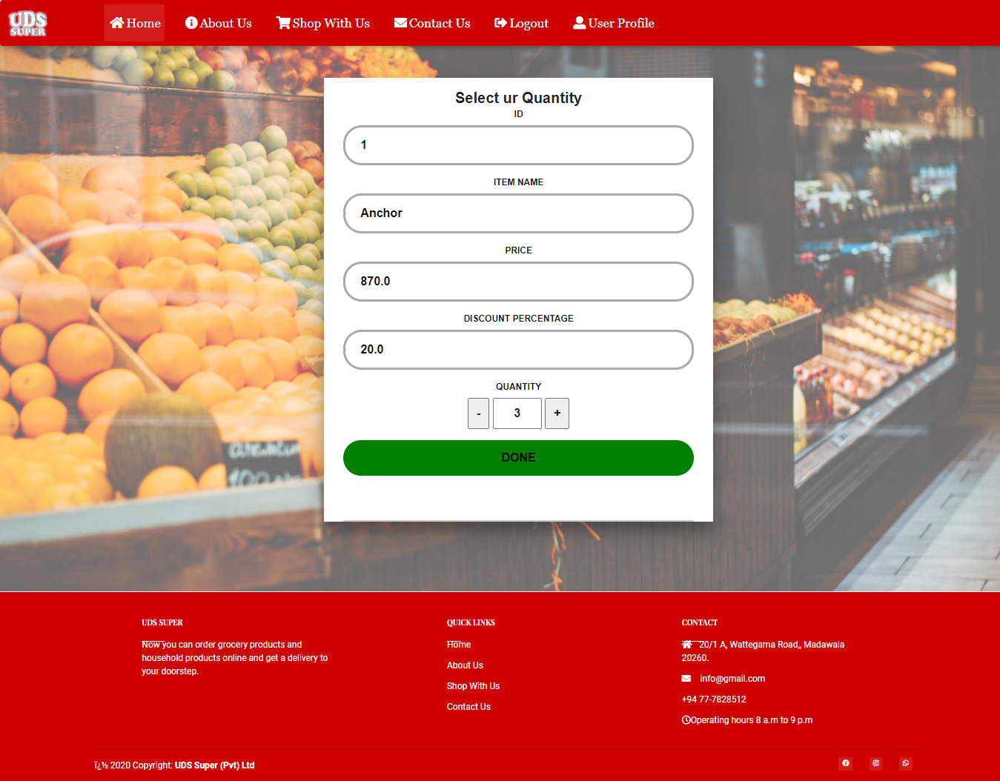 UDS
SUPER
Home
About Us
Shop With Us
Contact Us
Logout
User Profile
Select ur Quantity
ID
1
ITEM NAME
Anchor
PRICE
870.0
DISCOUNT PERCENTAGE
20.0
QUANTITY
- 3 +
DONE
UDS SUPER
Now you can order grocery products and
household products online and get a delivery to
your doorstep.
QUICK LINKS
Home
About Us
Shop With Us
Contact Us
CONTACT
20/1 A, Wattegama Road,, Madawala
20260.
info@gmail.com
+94 77-7828512
Operating hours 8 a.m to 9 p.m
ï¿½ 2020 Copyright: UDS Super (Pvt) Ltd